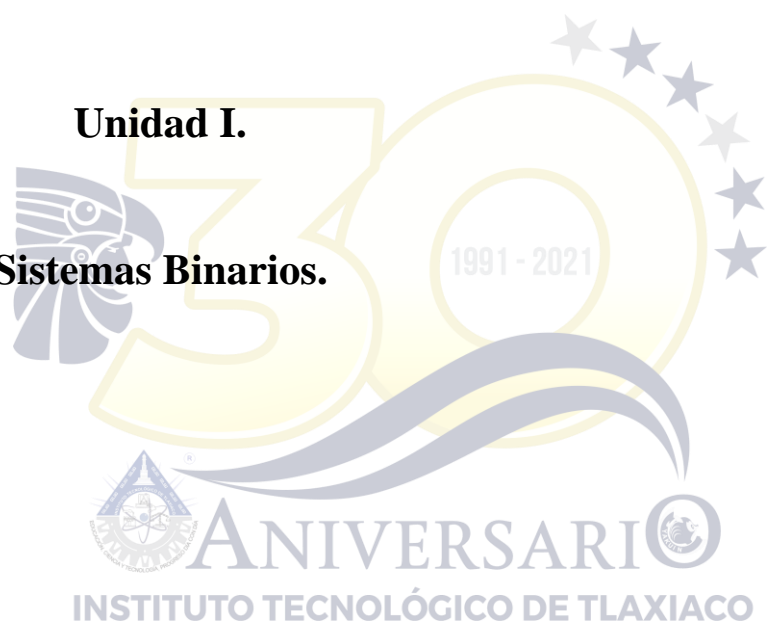 Unidad I.
Sistemas Binarios.
1991 - 2021
ANIVERSARIO
INSTITUTO TECNOLÓGICO DE TLAXIACO